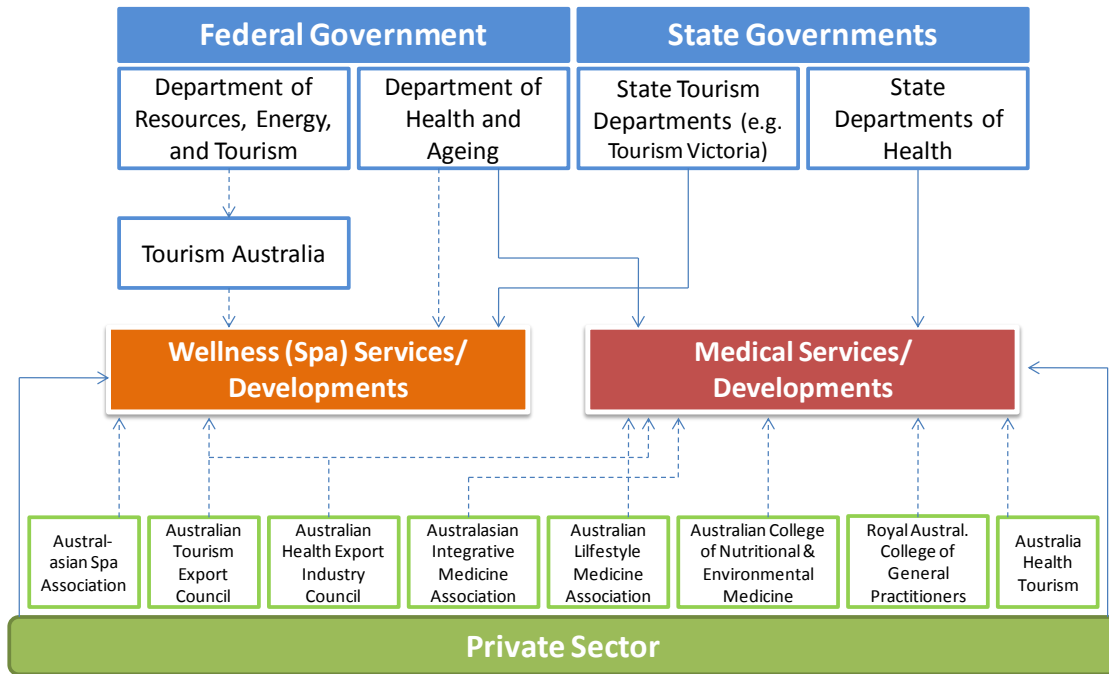 Federal Government
State Governments
Department of
Resources, Energy,
and Tourism
Department of
Health and
Ageing
State Tourism
Departments (e.g.
Tourism Victoria)
State
Departments of
Health
Tourism Australia
Wellness (Spa) Services/
Developments
Medical Services/
Developments
Austral-
asian Spa
Association
Australian
Tourism
Export
Council
Australian
Health Export
Industry
Council
Australasian
Integrative
Medicine
Association
Australian
Lilfestyle
Medicine
Association
Australian College
of Nutritional &
Environmental
Medicine
Royal Austral.
College of
General
Practitioners
Australia
Health
Tourism
Private Sector